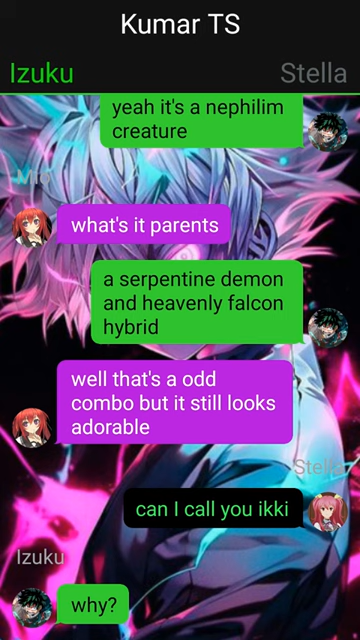 Kumar TS
Izuku
Stella
yeah it's a nephilim
creature
Mio
what's it parents
a serpentine demon
and heavenly falcon
hybrid
well that's a odd
combo but it still looks
adorable
Stella
can I call you ikki
Izuku
why?